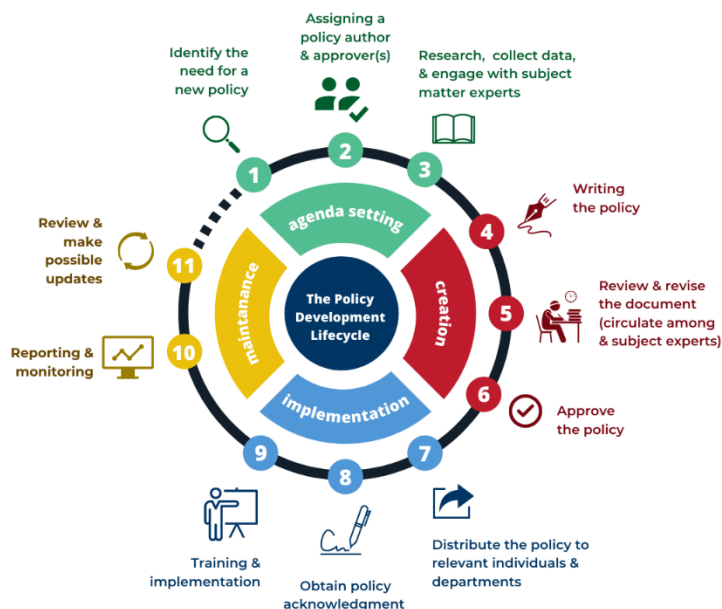 Identify the
need for a
new policy
1
Assigning a
policy author
& approver(s)
2
Research, collect data,
& engage with subject
matter experts
3
Writing
the policy
4
Review & revise
the document
(circulate among
& subject experts)
5
Approve
the policy
6
Distribute the policy to
relevant individuals &
departments
7
Obtain policy
acknowledgment
8
Training &
implementation
9
Reporting &
monitoring
10
Review &
make
possible
updates
11
agenda setting
creation
implementation
maintanance
The Policy
Development
Lifecycle